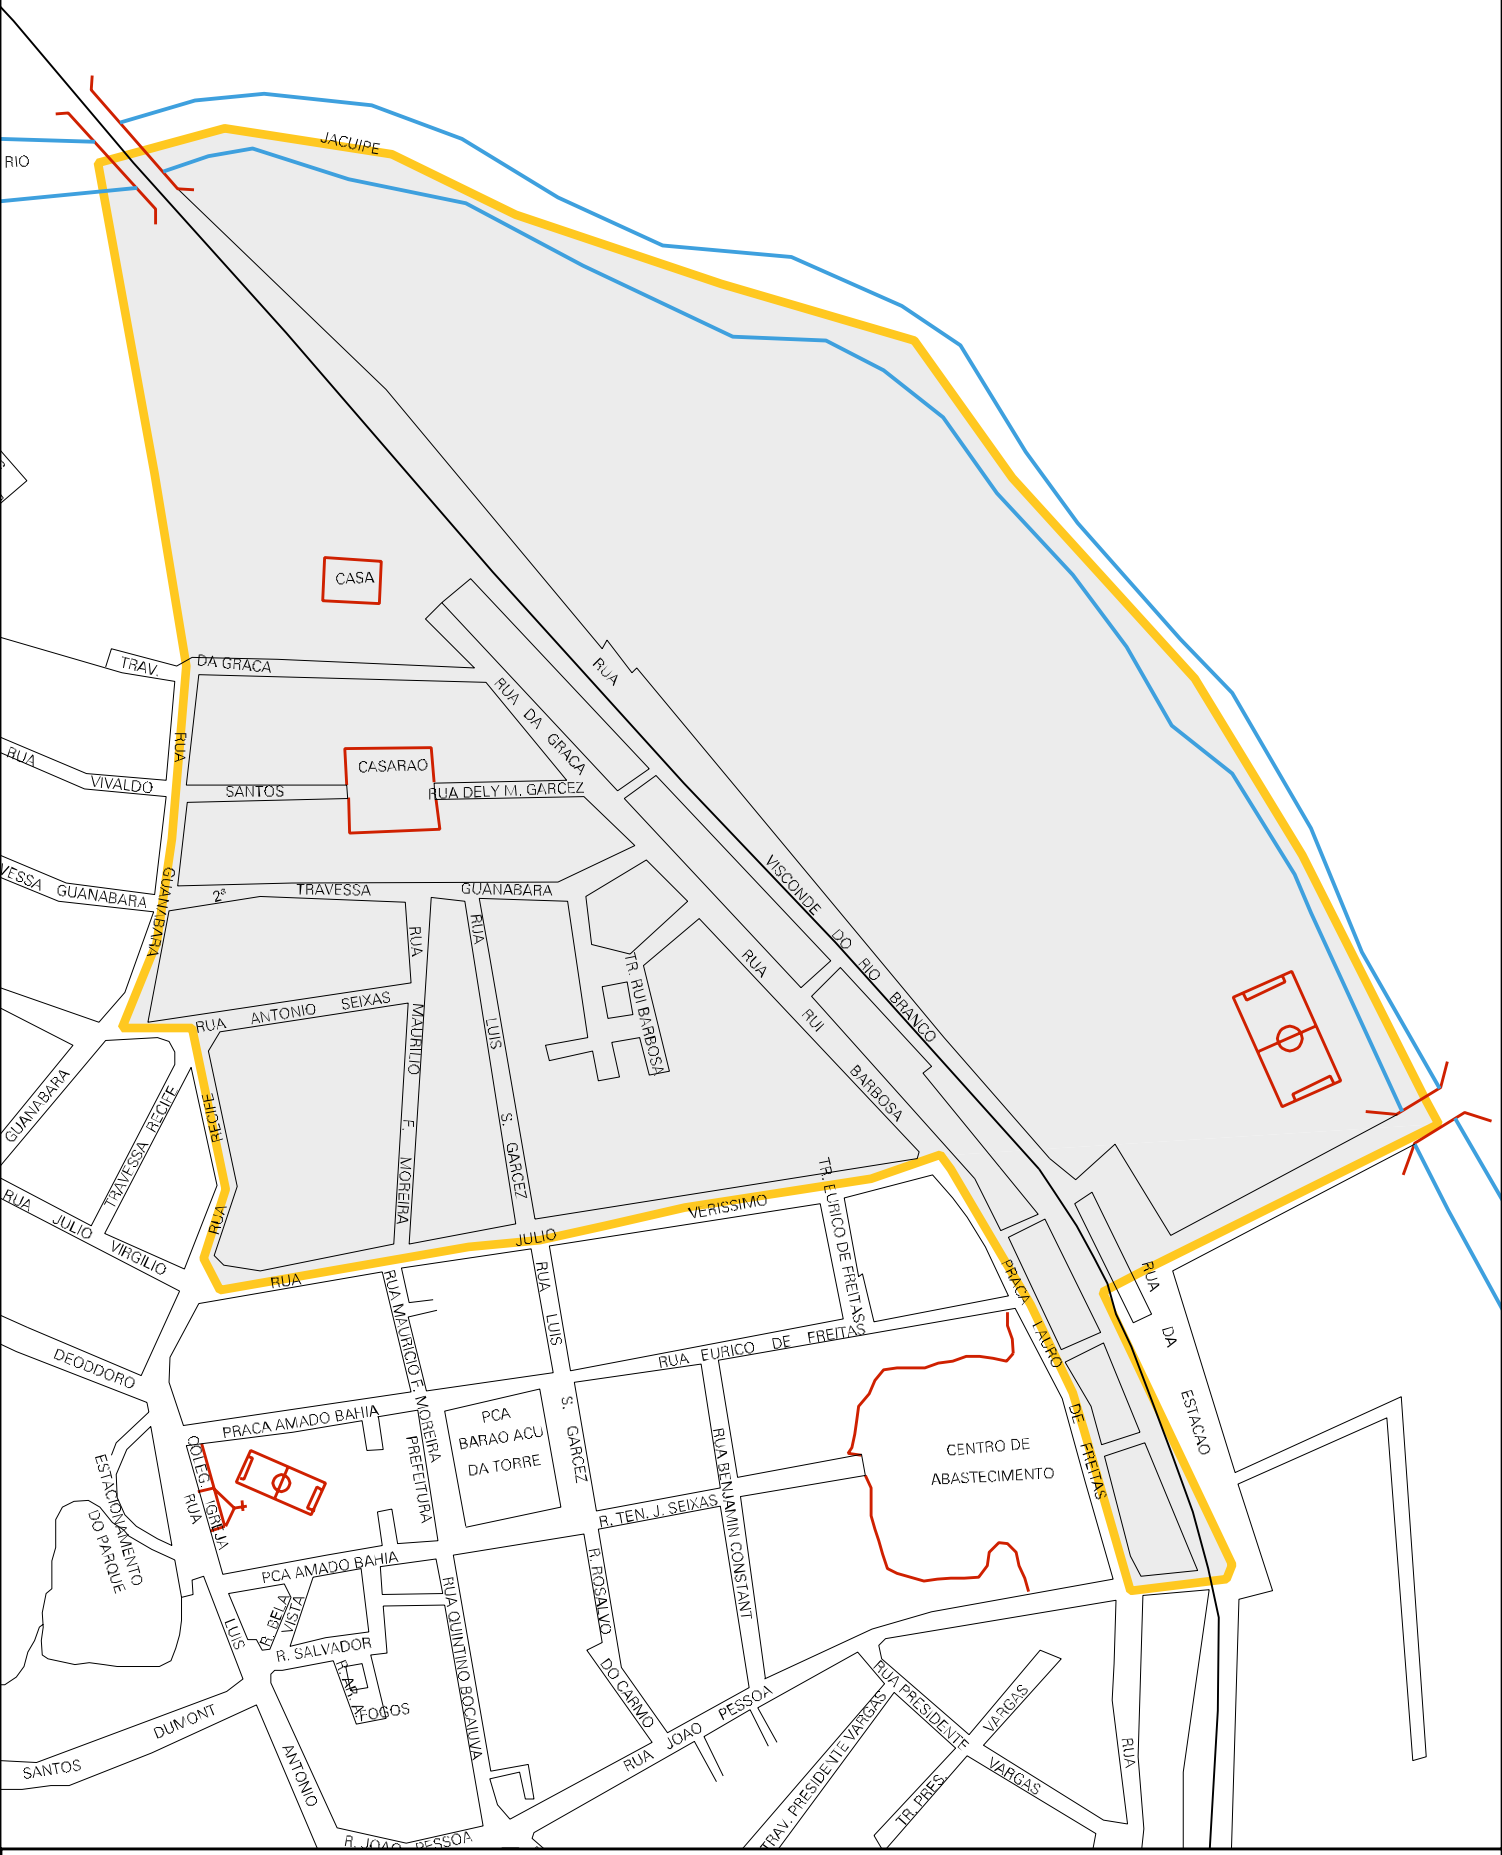 JACUIPE
RIO
CASA
TRAV.
DA GRACA
RUA
RUA
RUA DA GRACA
RUA
VIVALDO
SANTOS
CASARAO
RUA DELY M. GARCEZ
VISCONDE
DO
RIO
BRANCO
VESSA GUANABARA
GUANABARA
2ª TRAVESSA GUANABARA
RUA
RUA
TR. RUI BARBOSA
RUA
RUI
BARBOSA
RUA ANTONIO SEIXAS
MAURILIO
LUIS
F. MOREIRA
S. GARCEZ
GUANABARA
TRAVESSA RECIFE
RECIFE
RUA
RUA JULIO VIRGILIO
RUA
JULIO
VERISSIMO
TR. EURICO DE FREITAS
RUA MAURICIO F. MOREIRA
RUA LUIS
S. GARCEZ
RUA EURICO DE FREITAS
PRACA LAURO DE FREITAS
RUA DA ESTACAO
DEODORO
PRACA AMADO BAHIA
PREFEITURA
PCA
BARAO ACU
DA TORRE
RUA BENJAMIN CONSTANT
CENTRO DE
ABASTECIMENTO
COLEG.
IGREJA
RUA
LUIS
ANTONIO
ESTACIONAMENTO
DO PARQUE
R. TEN. J. SEIXAS
PCA AMADO BAHIA
R. BELA
VISTA
R. SALVADOR
R. AR. A.
FOGOS
RUA QUINTINO BOCAIUVA
R. ROSALVO
DO CARMO
SANTOS
DUMONT
RUA JOAO PESSOA
R. JOAO PESSOA
RUA PRESIDENTE
VARGAS
VARGAS
TRAV. PRESIDENTE VARGAS
TR. PRES.
RUA